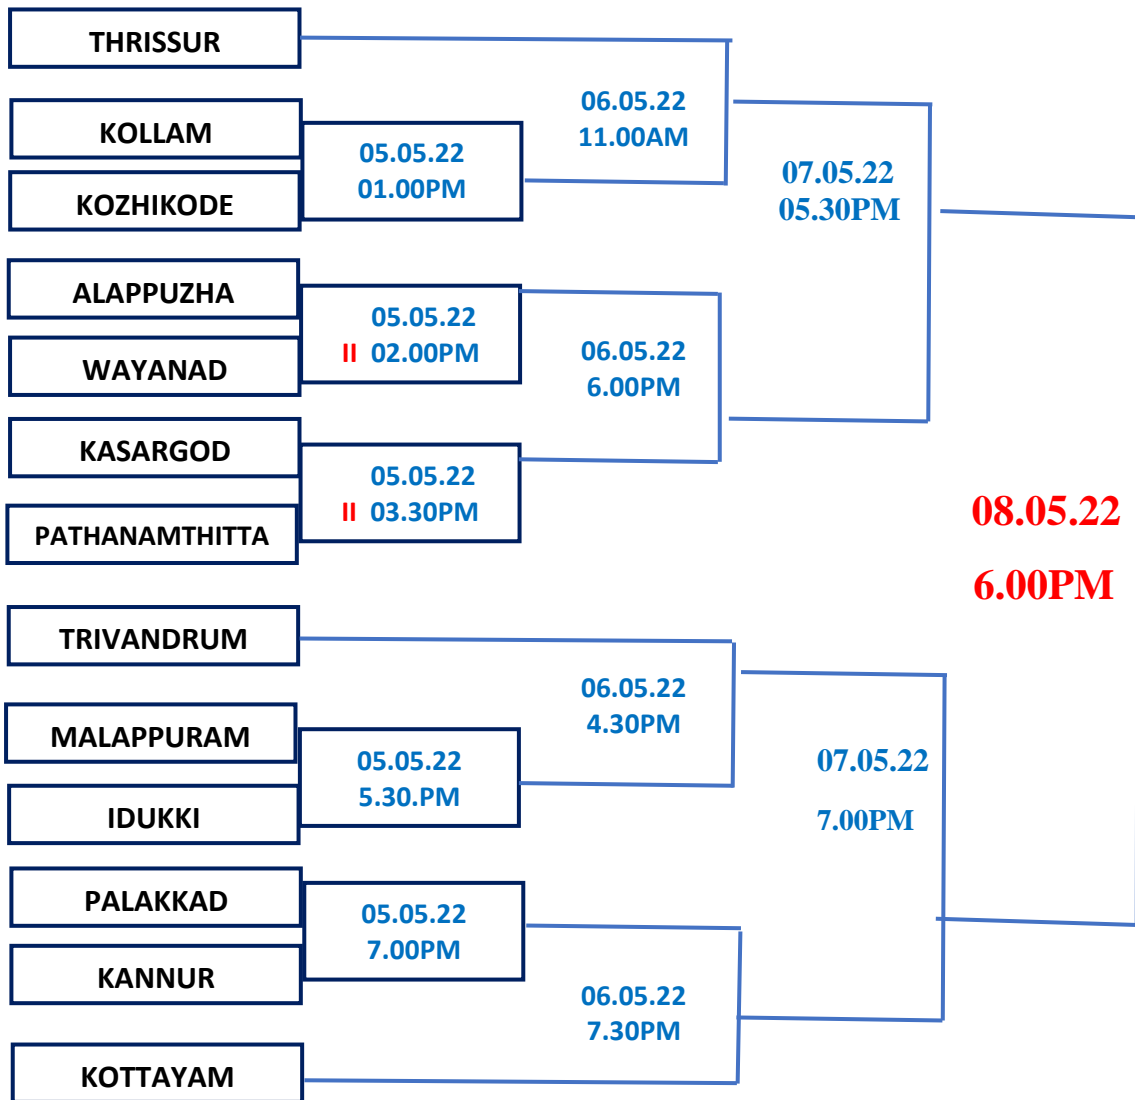 THRISSUR
KOLLAM
KOZHIKODE
ALAPPUZHA
WAYANAD
KASARGOD
PATHANAMTHITTA
TRIVANDRUM
MALAPPURAM
IDUKKI
PALAKKAD
KANNUR
KOTTAYAM
05.05.22
01.00PM
05.05.22
II 02.00PM
05.05.22
II 03.30PM
05.05.22
5.30.PM
05.05.22
7.00PM
06.05.22
11.00AM
06.05.22
6.00PM
06.05.22
4.30PM
06.05.22
7.30PM
07.05.22
05.30PM
07.05.22
7.00PM
08.05.22
6.00PM